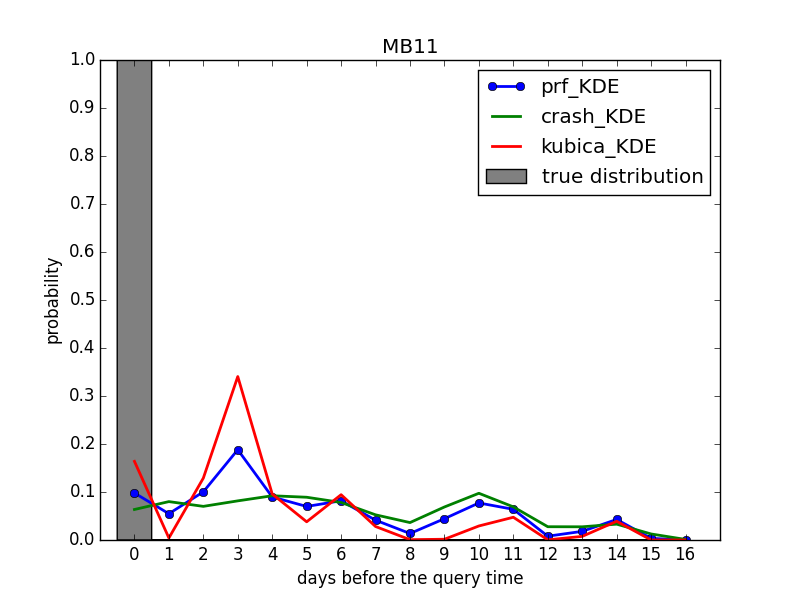 MB11
1.0
0.9
0.8
0.7
0.6
0.5
0.4
0.3
0.2
0.1
0.0
probability
prf_KDE
crash_KDE
kubica_KDE
true distribution
0 1 2 3 4 5 6 7 8 9 10 11 12 13 14 15 16
days before the query time